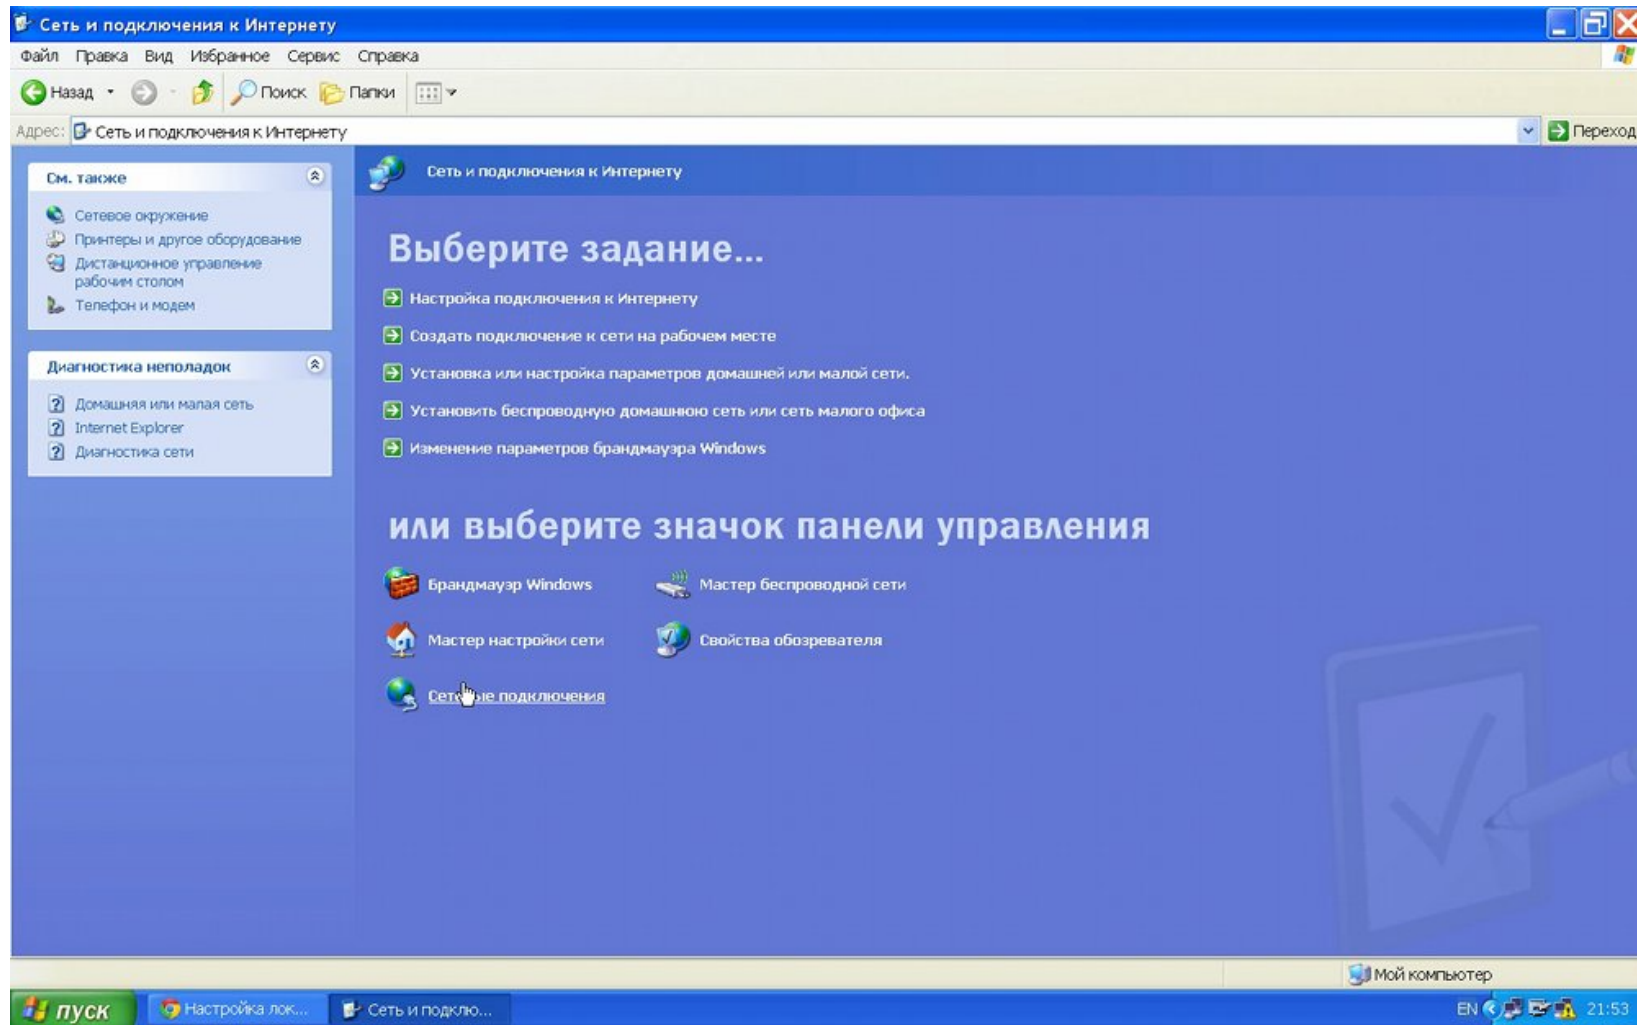 Сеть и подключения к Интернету
Файл Правка Вид Избранное Сервис Справка
Назад Поиск Папки
Адрес: Сеть и подключения к Интернету Переход
См. также
Сетевое окружение
Принтеры и другое оборудование
Дистанционное управление
рабочим столом
Телефон и модем
Диагностика неполадок
Домашняя или малая сеть
Internet Explorer
Диагностика сети
Сеть и подключения к Интернету
Выберите задание...
Настройка подключения к Интернету
Создать подключение к сети на рабочем месте
Установка или настройка параметров домашней или малой сети.
Установить беспроводную домашнюю сеть или сеть малого офиса
Изменение параметров брандмауэра Windows
или выберите значок панели управления
Брандмауэр Windows Мастер беспроводной сети
Мастер настройки сети Свойства обозревателя
Сетевые подключения
Мой компьютер
пуск Настройка лок... Сеть и подклю... EN 21:53